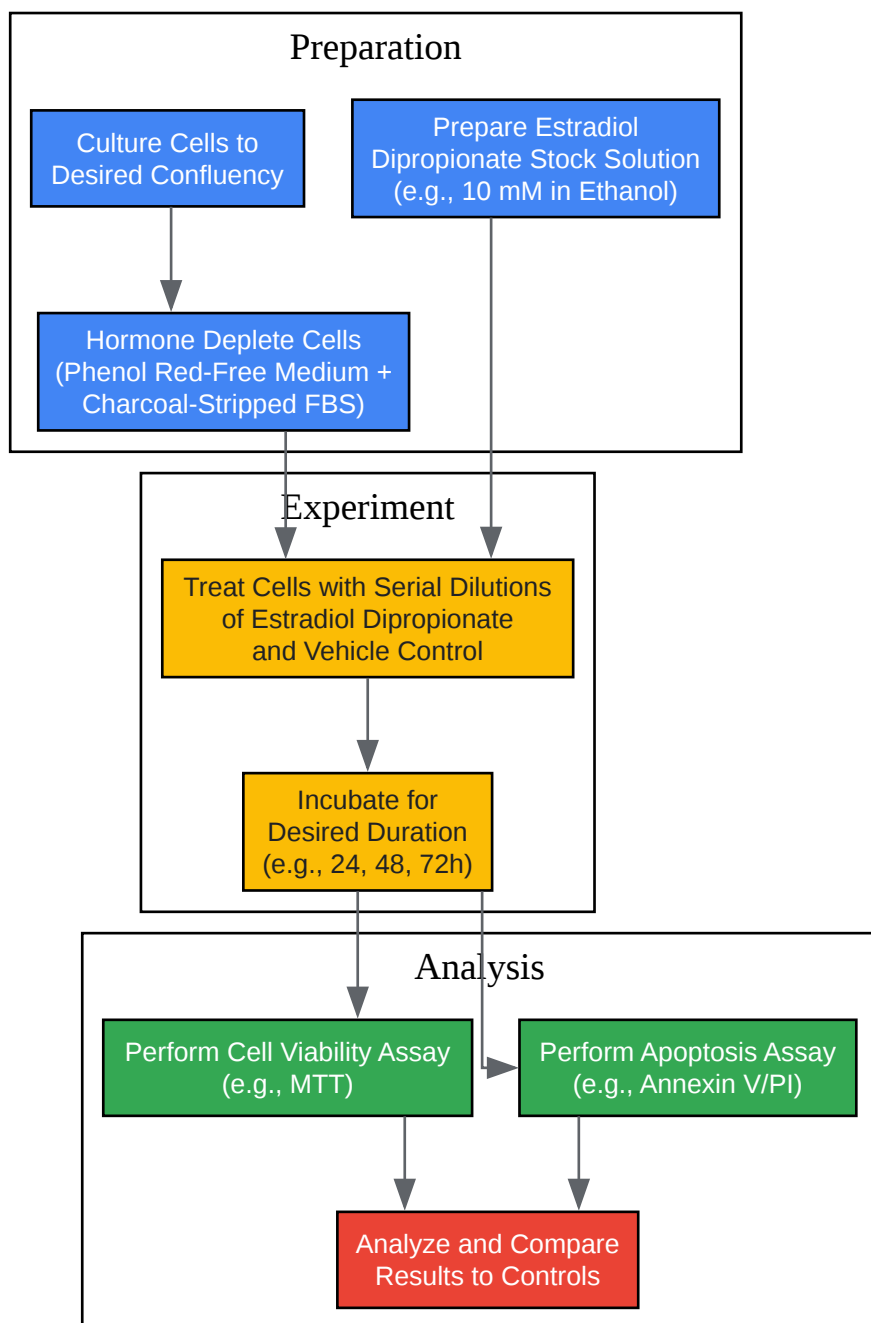 Preparation
Culture Cells to
Desired Confluency
Prepare Estradiol
Dipropionate Stock Solution
(e.g., 10 mM in Ethanol)
Hormone Deplete Cells
(Phenol Red-Free Medium +
Charcoal-Stripped FBS)
Experiment
Treat Cells with Serial Dilutions
of Estradiol Dipropionate
and Vehicle Control
Incubate for
Desired Duration
(e.g., 24, 48, 72h)
Analysis
Perform Cell Viability Assay
(e.g., MTT)
Perform Apoptosis Assay
(e.g., Annexin V/PI)
Analyze and Compare
Results to Controls